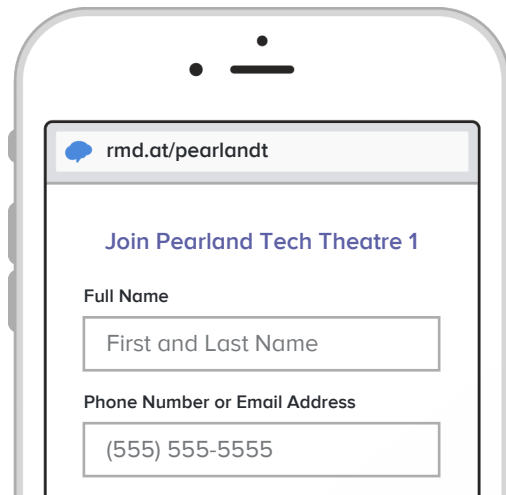 rmd.at/pearlandt
Join Pearland Tech Theatre 1
Full Name
First and Last Name
Phone Number or Email Address
(555) 555-5555